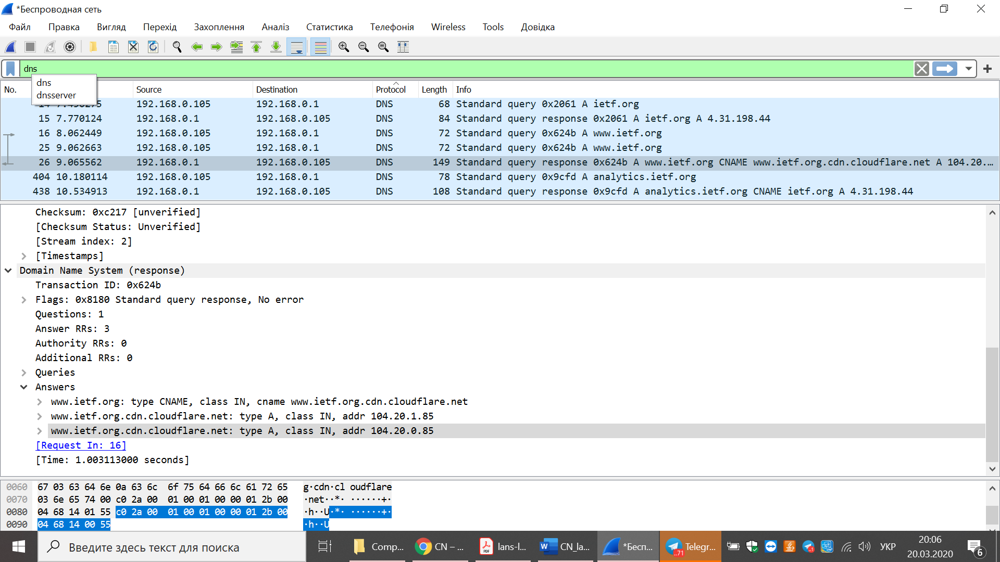 *Беспроводная сеть
Файл Правка Вигляд Перехід Захоплення Аналіз Статистика Телефонія Wireless Tools Довідка
dns
dns
dnsserver
No. Source Destination Protocol Length Info
192.168.0.105 192.168.0.1 DNS 68 Standard query 0x2061 A ietf.org
15 7.770124 192.168.0.1 192.168.0.105 DNS 84 Standard query response 0x2061 A ietf.org A 4.31.198.44
16 8.062449 192.168.0.105 192.168.0.1 DNS 72 Standard query 0x624b A www.ietf.org
25 9.062663 192.168.0.105 192.168.0.1 DNS 72 Standard query 0x624b A www.ietf.org
26 9.065562 192.168.0.1 192.168.0.105 DNS 149 Standard query response 0x624b A www.ietf.org CNAME www.ietf.org.cdn.cloudflare.net A 104.20.…
404 10.180114 192.168.0.105 192.168.0.1 DNS 78 Standard query 0x9cfd A analytics.ietf.org
438 10.534913 192.168.0.1 192.168.0.105 DNS 108 Standard query response 0x9cfd A analytics.ietf.org CNAME ietf.org A 4.31.198.44
Checksum: 0xc217 [unverified]
[Checksum Status: Unverified]
[Stream index: 2]
[Timestamps]
Domain Name System (response)
Transaction ID: 0x624b
Flags: 0x8180 Standard query response, No error
Questions: 1
Answer RRs: 3
Authority RRs: 0
Additional RRs: 0
Queries
Answers
www.ietf.org: type CNAME, class IN, cname www.ietf.org.cdn.cloudflare.net
www.ietf.org.cdn.cloudflare.net: type A, class IN, addr 104.20.1.85
www.ietf.org.cdn.cloudflare.net: type A, class IN, addr 104.20.0.85
[Request In: 16]
[Time: 1.003113000 seconds]
0060 67 03 63 64 6e 0a 63 6c 6f 75 64 66 6c 61 72 65 g·cdn·cl oudflare
0070 03 6e 65 74 00 c0 2a 00 01 00 01 00 00 01 2b 00 ·net··*· ······+·
0080 04 68 14 01 55 c0 2a 00 01 00 01 00 00 01 2b 00 ·h··U·*· ······+·
0090 04 68 14 00 55 ·h··U
Введите здесь текст для поиска Comp... CN – ... lans-l... CN_la... *Бесп... Telegr... ..71 УКР 20:06
20.03.2020 6